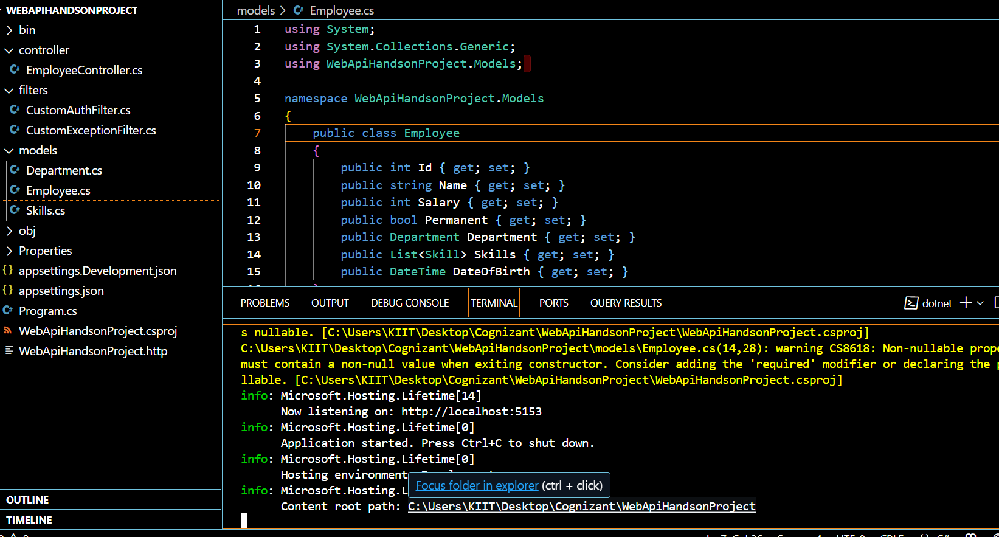 WEBAPIHANDSONPROJECT
bin
controller
EmployeeController.cs
filters
CustomAuthFilter.cs
CustomExceptionFilter.cs
models
Department.cs
Employee.cs
Skills.cs
obj
Properties
appsettings.Development.json
appsettings.json
Program.cs
WebApiHandsonProject.csproj
WebApiHandsonProject.http
OUTLINE
TIMELINE
models > Employee.cs
1 using System;
2 using System.Collections.Generic;
3 using WebApiHandsonProject.Models;
4
5 namespace WebApiHandsonProject.Models
6 {
7 public class Employee
8 {
9 public int Id { get; set; }
10 public string Name { get; set; }
11 public int Salary { get; set; }
12 public bool Permanent { get; set; }
13 public Department Department { get; set; }
14 public List<Skill> Skills { get; set; }
15 public DateTime DateOfBirth { get; set; }
PROBLEMS OUTPUT DEBUG CONSOLE TERMINAL PORTS QUERY RESULTS dotnet
s nullable. [C:\Users\KIIT\Desktop\Cognizant\WebApiHandsonProject\WebApiHandsonProject.csproj]
C:\Users\KIIT\Desktop\Cognizant\WebApiHandsonProject\models\Employee.cs(14,28): warning CS8618: Non-nullable prope
must contain a non-null value when exiting constructor. Consider adding the 'required' modifier or declaring the p
llable. [C:\Users\KIIT\Desktop\Cognizant\WebApiHandsonProject\WebApiHandsonProject.csproj]
info: Microsoft.Hosting.Lifetime[14]
Now listening on: http://localhost:5153
info: Microsoft.Hosting.Lifetime[0]
Application started. Press Ctrl+C to shut down.
info: Microsoft.Hosting.Lifetime[0]
Hosting environment
info: Microsoft.Hosting.L
Focus folder in explorer (ctrl + click)
Content root path: C:\Users\KIIT\Desktop\Cognizant\WebApiHandsonProject